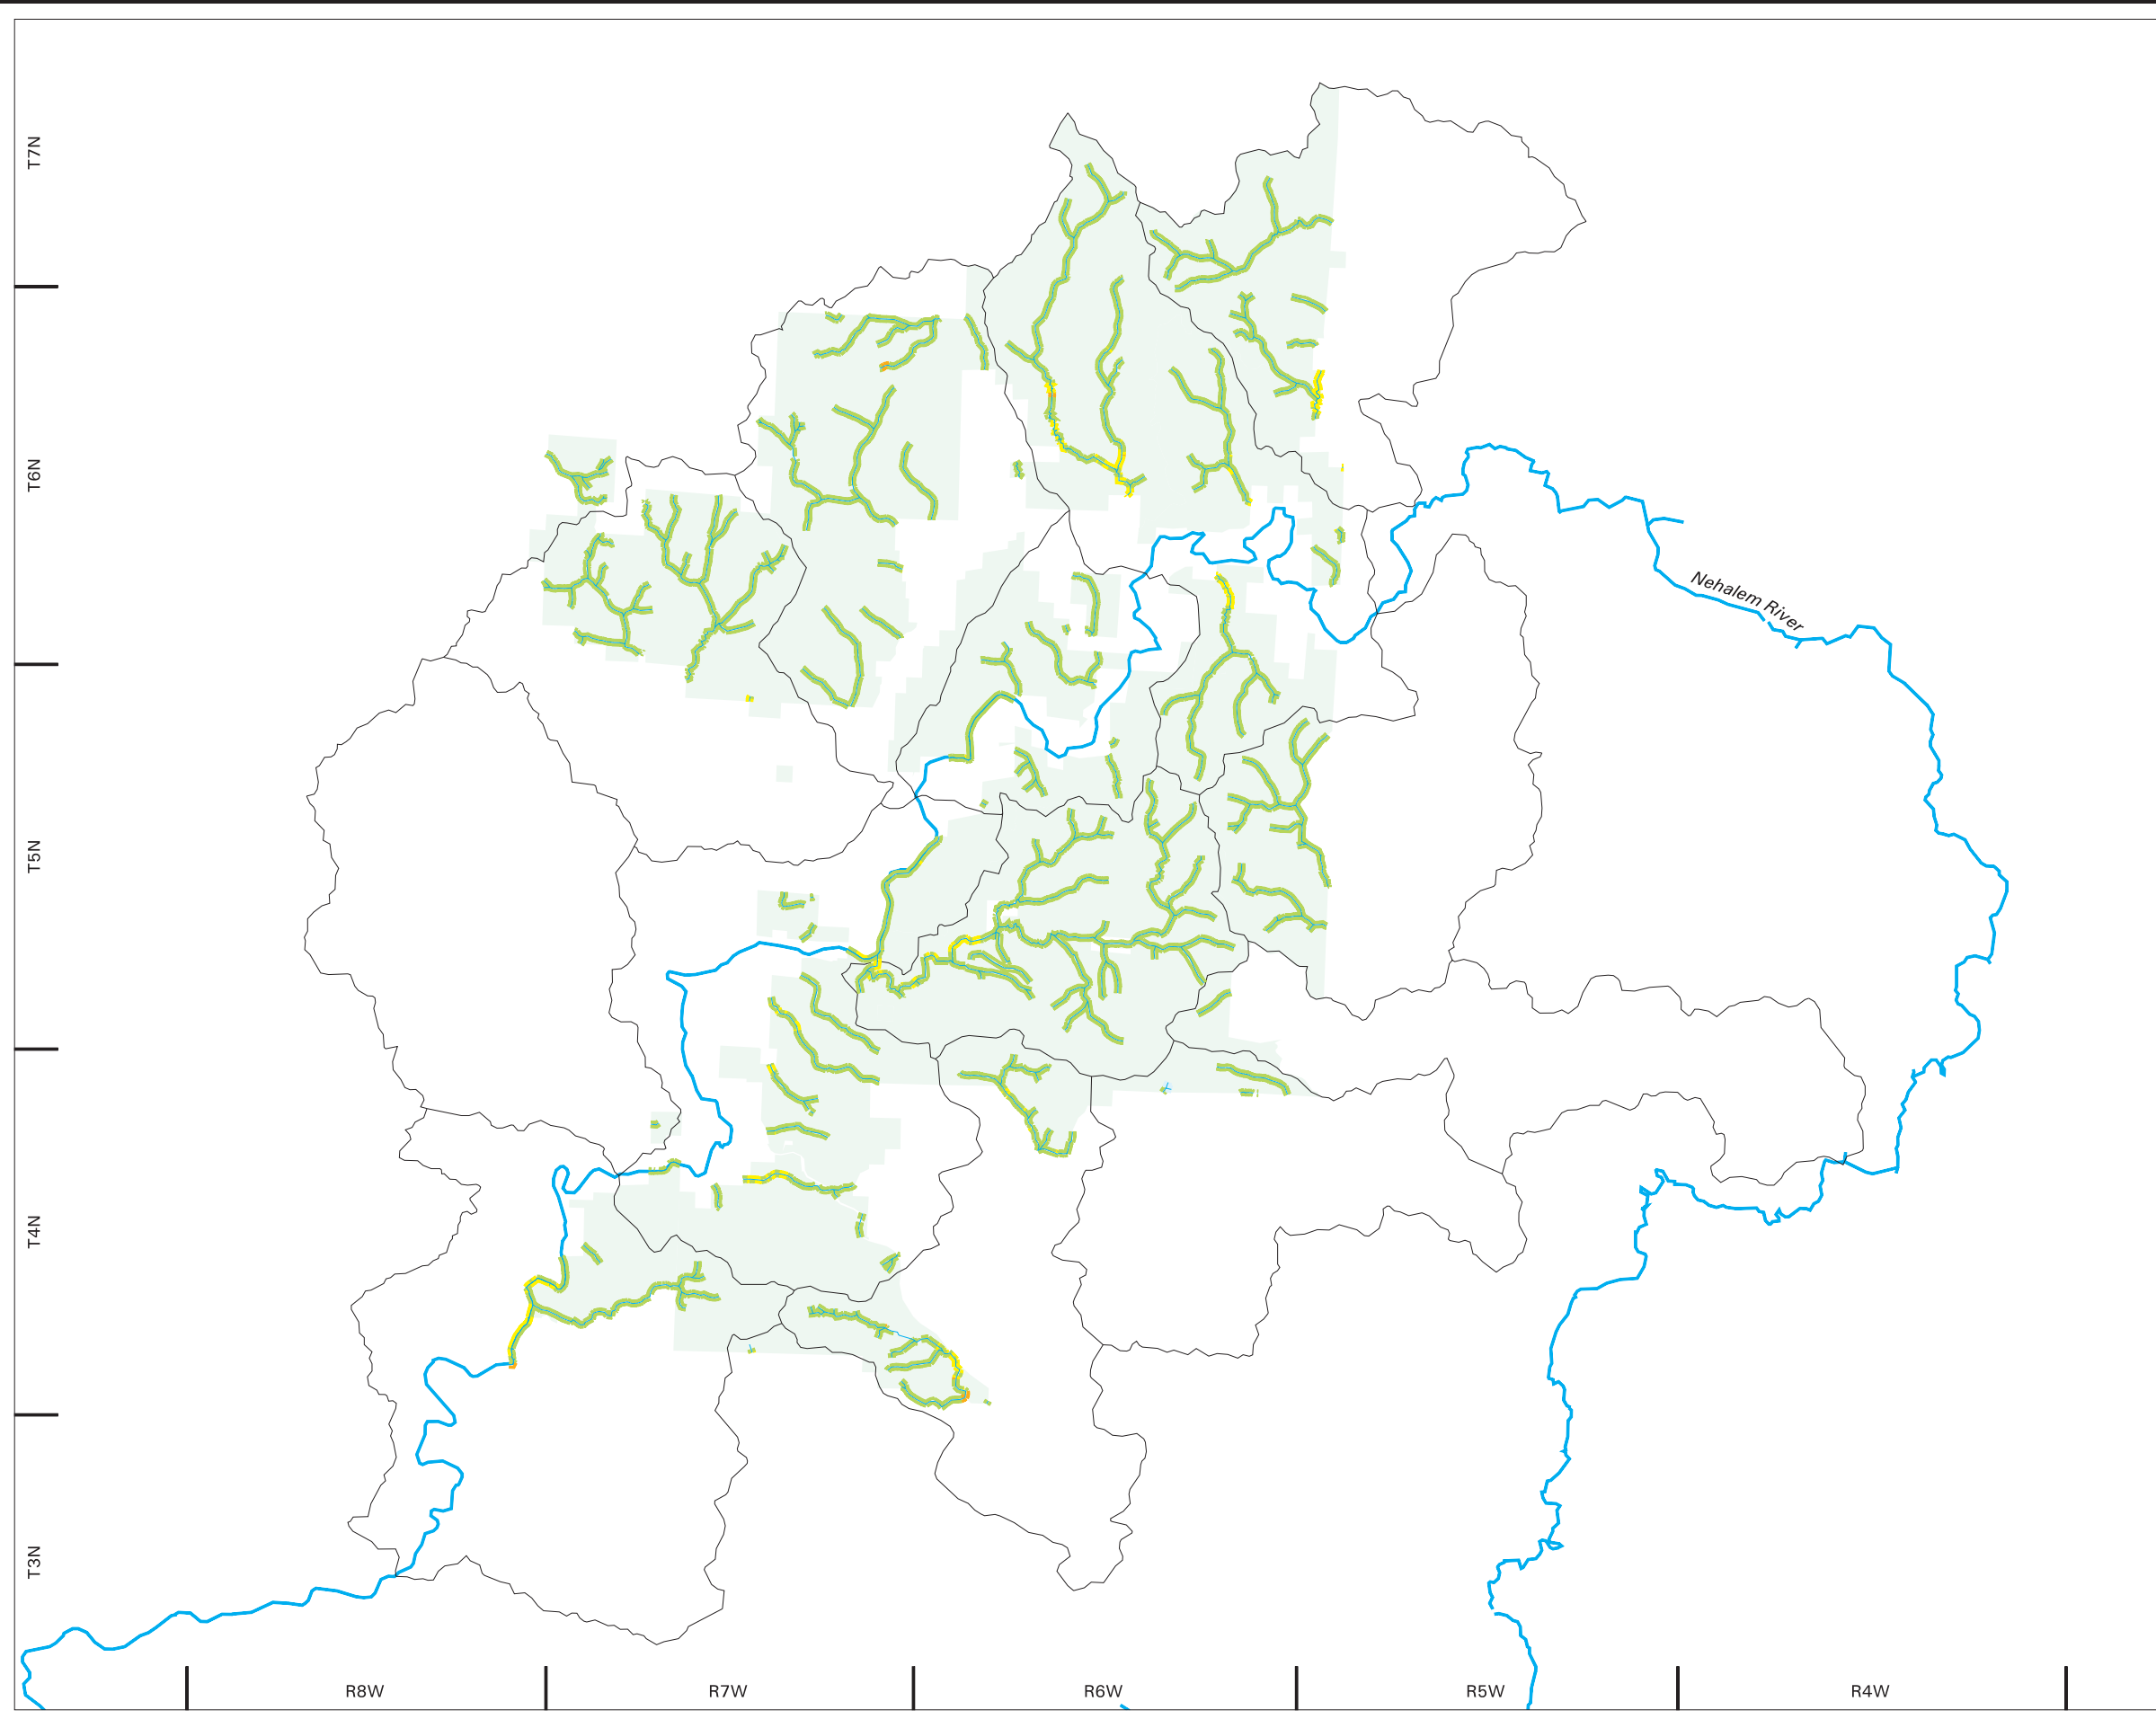 T7N
T6N
Nehalem River
T5N
T4N
T3N
R8W
R7W
R6W
R5W
R4W